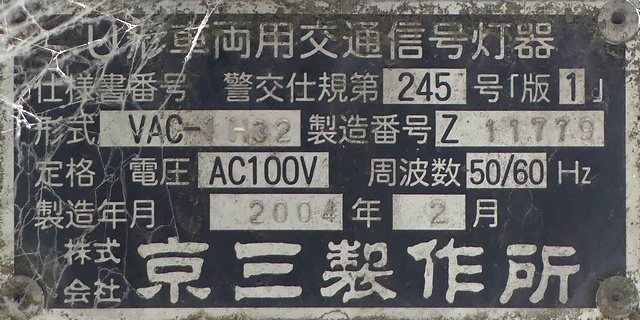 U形車両用交通信号灯器
仕様書番号 警交仕規第 245 号「版 1 」
形式 VAC-1H32 製造番号 Z 11779
定格 電圧 AC100V 周波数 50/60 Hz
製造年月 2004 年 2 月
株式会社 京三製作所